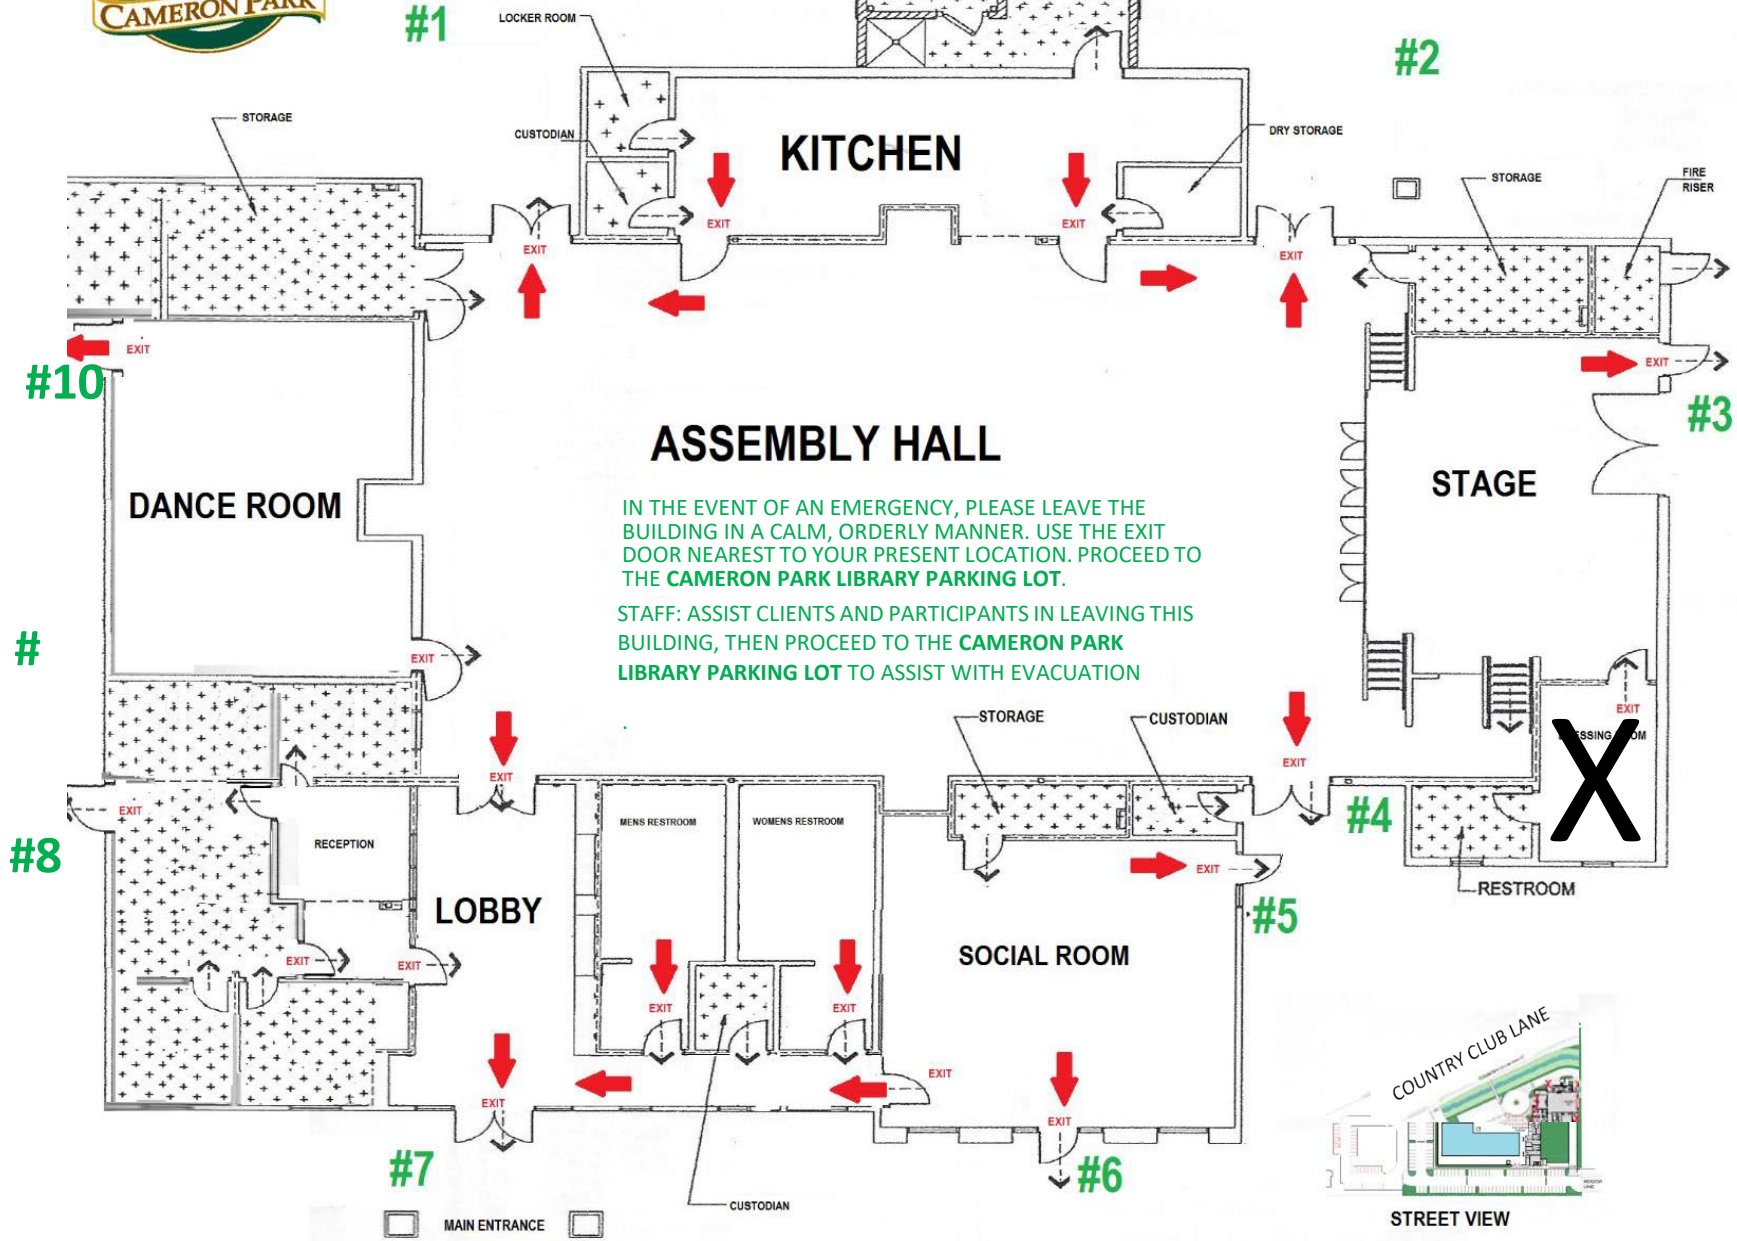 CAMERON PARK
#1
LOCKER ROOM
#2
STORAGE
CUSTODIAN
KITCHEN
DRY STORAGE
STORAGE
FIRE
RISER
EXIT
EXIT
EXIT
EXIT
EXIT
EXIT
#10
#3
ASSEMBLY HALL
DANCE ROOM
STAGE
IN THE EVENT OF AN EMERGENCY, PLEASE LEAVE THE
BUILDING IN A CALM, ORDERLY MANNER. USE THE EXIT
DOOR NEAREST TO YOUR PRESENT LOCATION. PROCEED TO
THE CAMERON PARK LIBRARY PARKING LOT.
STAFF: ASSIST CLIENTS AND PARTICIPANTS IN LEAVING THIS
BUILDING, THEN PROCEED TO THE CAMERON PARK
LIBRARY PARKING LOT TO ASSIST WITH EVACUATION
.
#
EXIT
STORAGE
CUSTODIAN
EXIT
X
EXIT
EXIT
EXIT
MENS RESTROOM
WOMENS RESTROOM
#4
#8
RECEPTION
EXIT
RESTROOM
LOBBY
#5
SOCIAL ROOM
EXIT
EXIT
EXIT
EXIT
COUNTRY CLUB LANE
EXIT
EXIT
EXIT
#7
#6
MEADOW
LANE
CUSTODIAN
MAIN ENTRANCE
STREET VIEW